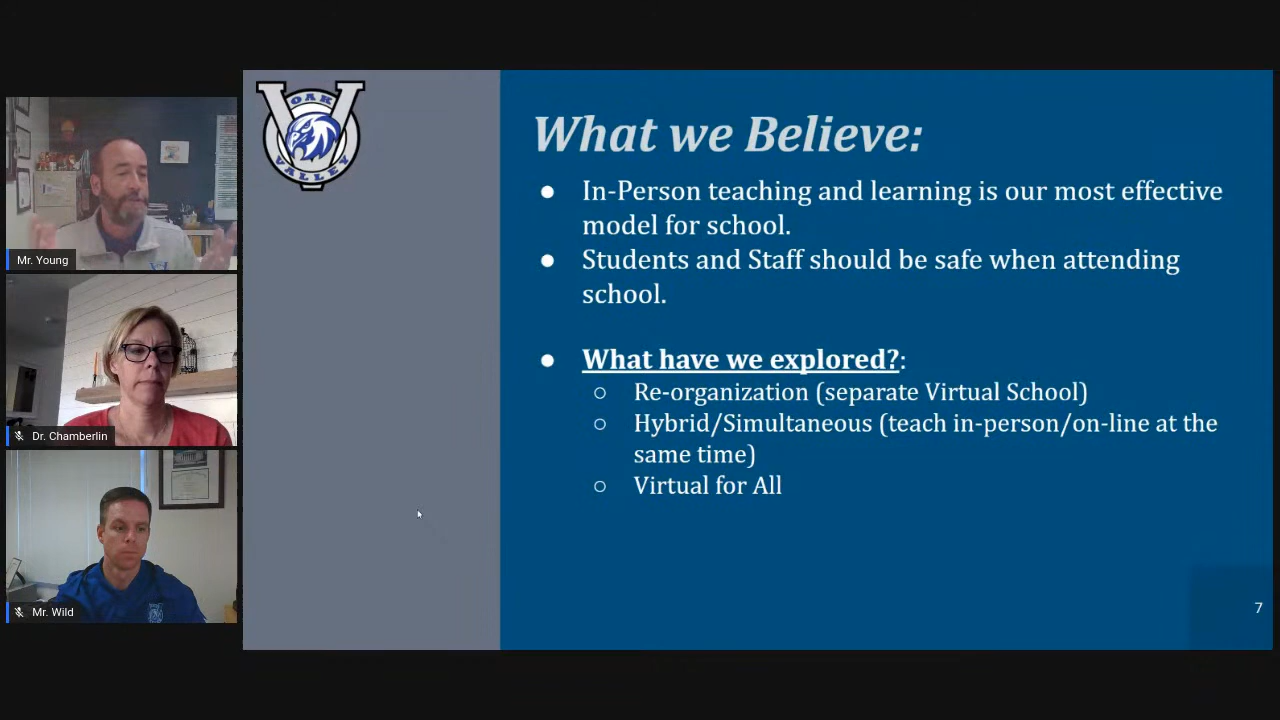 OAK
VALLEY
What we Believe:
● In-Person teaching and learning is our most effective
model for school.
● Students and Staff should be safe when attending
school.
● What have we explored?:
○ Re-organization (separate Virtual School)
○ Hybrid/Simultaneous (teach in-person/on-line at the
same time)
○ Virtual for All
7
Mr. Young
Dr. Chamberlin
Mr. Wild